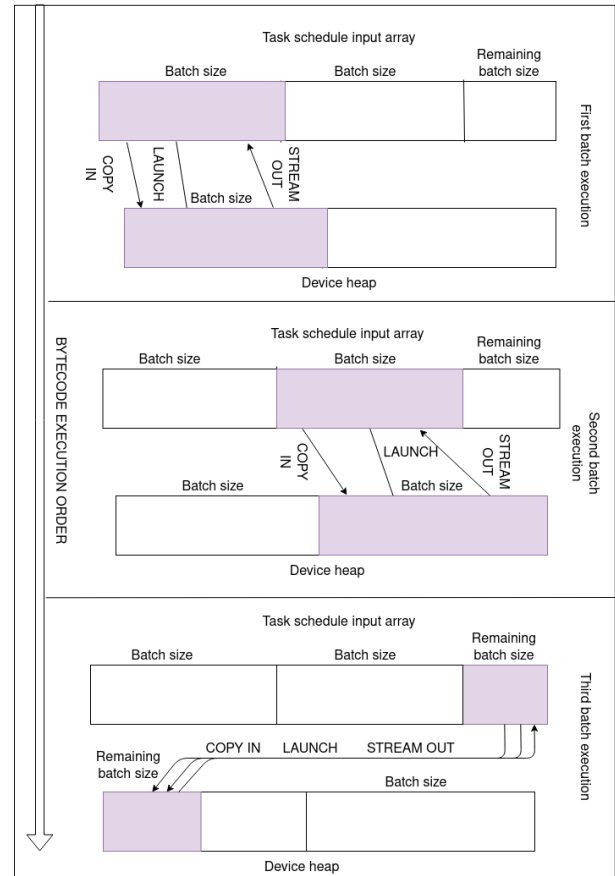 Task schedule input array
Batch size
Batch size
Remaining
batch size
COPY
IN
LAUNCH
STREAM
OUT
Batch size
Device heap
First batch execution
BYTECODE EXECUTION ORDER
Task schedule input array
Batch size
Batch size
Remaining
batch size
COPY
IN
LAUNCH
STREAM
OUT
Batch size
Batch size
Device heap
Second batch
execution
Task schedule input array
Batch size
Batch size
Remaining
batch size
Remaining
batch size
COPY IN
LAUNCH
STREAM OUT
Batch size
Device heap
Third batch execution